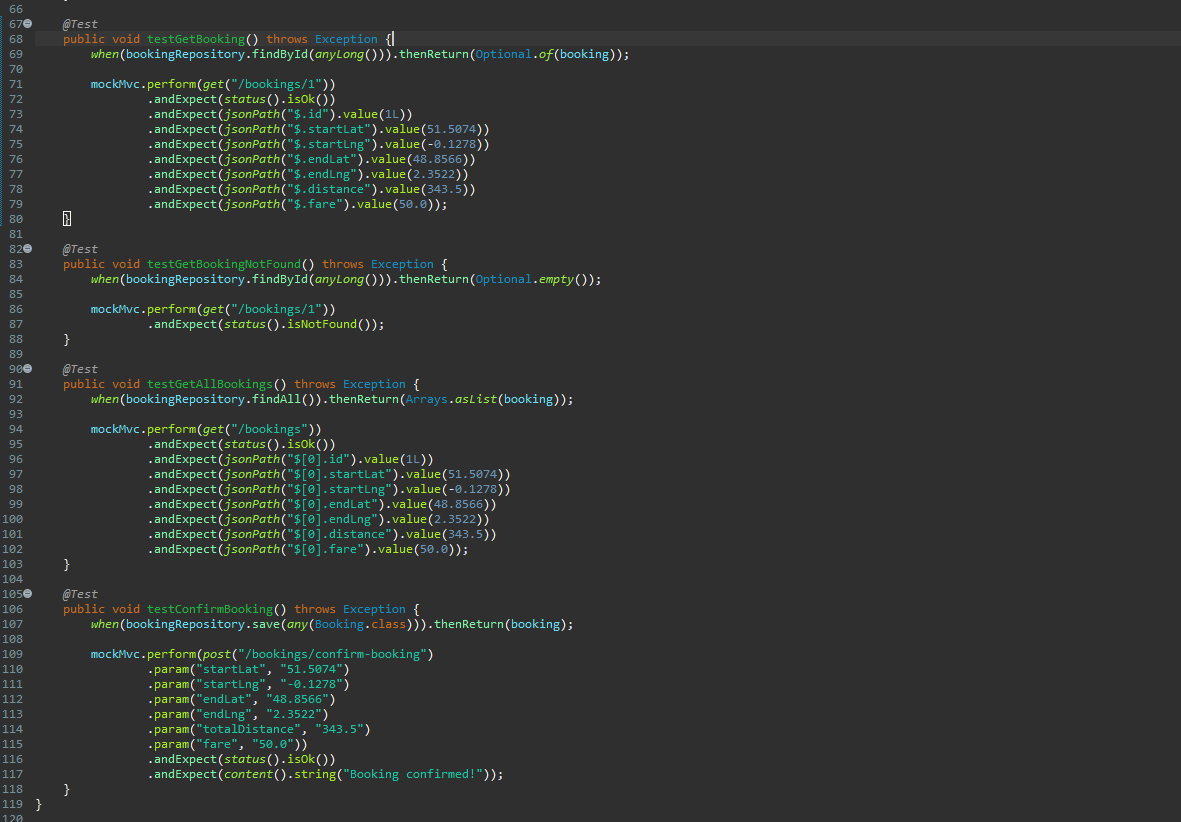 66
67 @Test
68 public void testGetBooking() throws Exception {
69 when(bookingRepository.findById(anyLong())).thenReturn(Optional.of(booking));
70
71 mockMvc.perform(get("/bookings/1"))
72 .andExpect(status().isOk())
73 .andExpect(jsonPath("$.id").value(1L))
74 .andExpect(jsonPath("$.startLat").value(51.5074))
75 .andExpect(jsonPath("$.startLng").value(-0.1278))
76 .andExpect(jsonPath("$.endLat").value(48.8566))
77 .andExpect(jsonPath("$.endLng").value(2.3522))
78 .andExpect(jsonPath("$.distance").value(343.5))
79 .andExpect(jsonPath("$.fare").value(50.0));
80 }
81
82 @Test
83 public void testGetBookingNotFound() throws Exception {
84 when(bookingRepository.findById(anyLong())).thenReturn(Optional.empty());
85
86 mockMvc.perform(get("/bookings/1"))
87 .andExpect(status().isNotFound());
88 }
89
90 @Test
91 public void testGetAllBookings() throws Exception {
92 when(bookingRepository.findAll()).thenReturn(Arrays.asList(booking));
93
94 mockMvc.perform(get("/bookings"))
95 .andExpect(status().isOk())
96 .andExpect(jsonPath("$[0].id").value(1L))
97 .andExpect(jsonPath("$[0].startLat").value(51.5074))
98 .andExpect(jsonPath("$[0].startLng").value(-0.1278))
99 .andExpect(jsonPath("$[0].endLat").value(48.8566))
100 .andExpect(jsonPath("$[0].endLng").value(2.3522))
101 .andExpect(jsonPath("$[0].distance").value(343.5))
102 .andExpect(jsonPath("$[0].fare").value(50.0));
103 }
104
105 @Test
106 public void testConfirmBooking() throws Exception {
107 when(bookingRepository.save(any(Booking.class))).thenReturn(booking);
108
109 mockMvc.perform(post("/bookings/confirm-booking")
110 .param("startLat", "51.5074")
111 .param("startLng", "-0.1278")
112 .param("endLat", "48.8566")
113 .param("endLng", "2.3522")
114 .param("totalDistance", "343.5")
115 .param("fare", "50.0"))
116 .andExpect(status().isOk())
117 .andExpect(content().string("Booking confirmed!"));
118 }
119 }
120